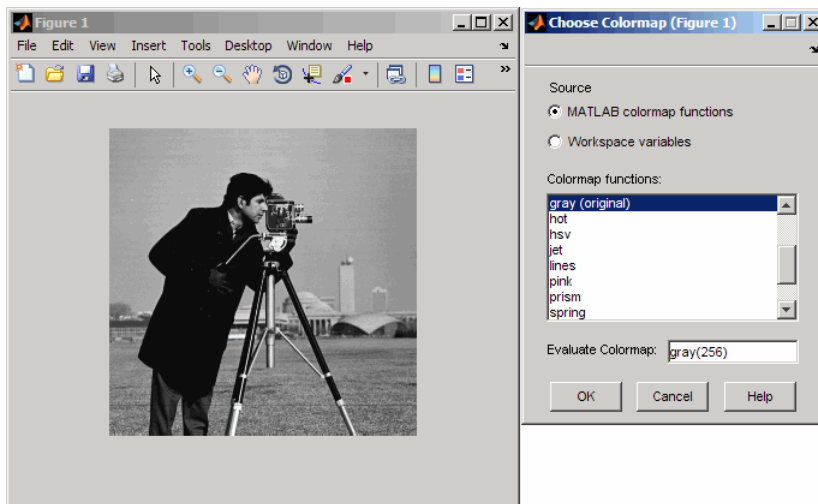 Figure 1
File Edit View Insert Tools Desktop Window Help
Choose Colormap (Figure 1)
Source
MATLAB colormap functions
Workspace variables
Colormap functions:
gray (original)
hot
hsv
jet
lines
pink
prism
spring
Evaluate Colormap: gray(256)
OK Cancel Help